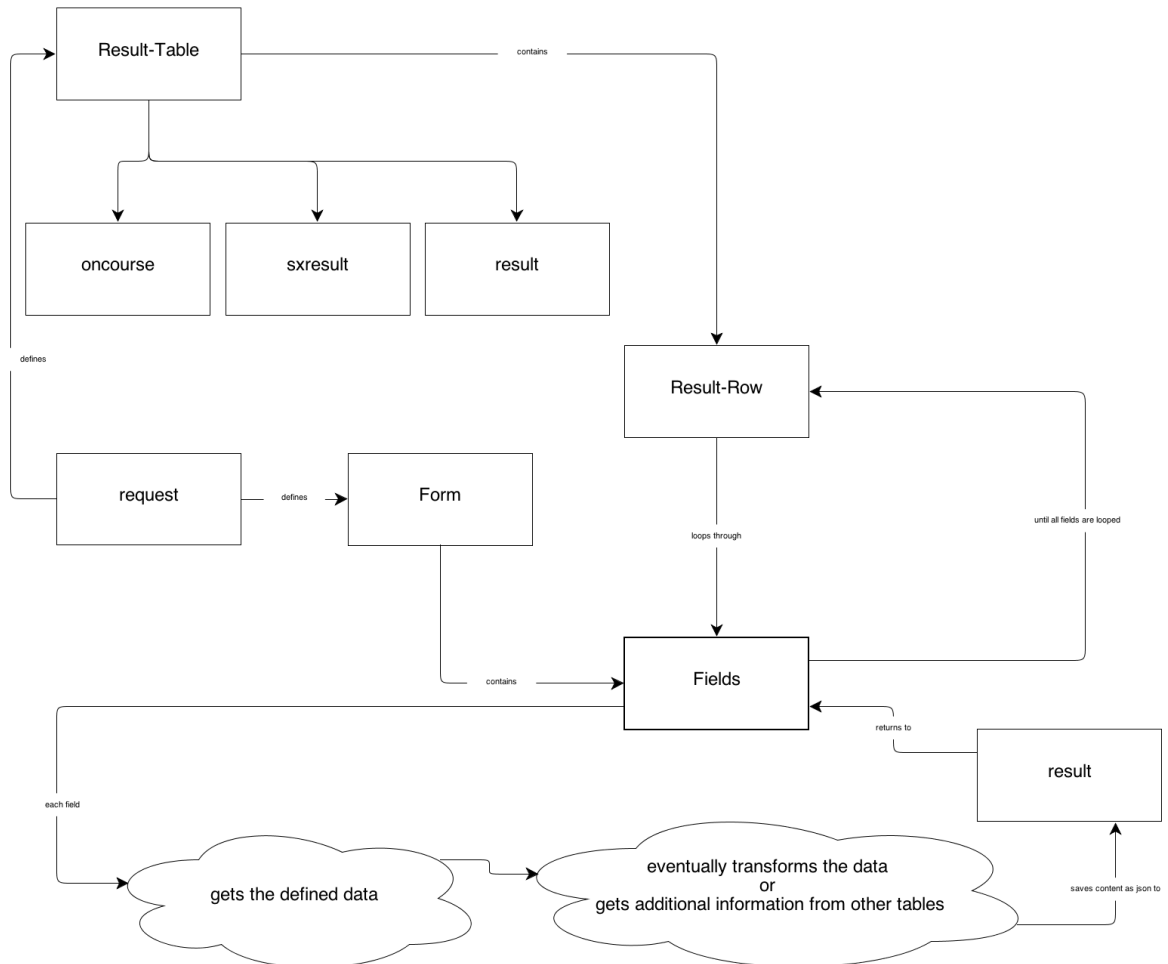 Result-Table
contains
oncourse
sxresult
result
defines
Result-Row
request
defines
Form
until all fields are looped
loops through
Fields
contains
returns to
result
each field
eventually transforms the data
or
gets additional information from other tables
gets the defined data
saves content as json to